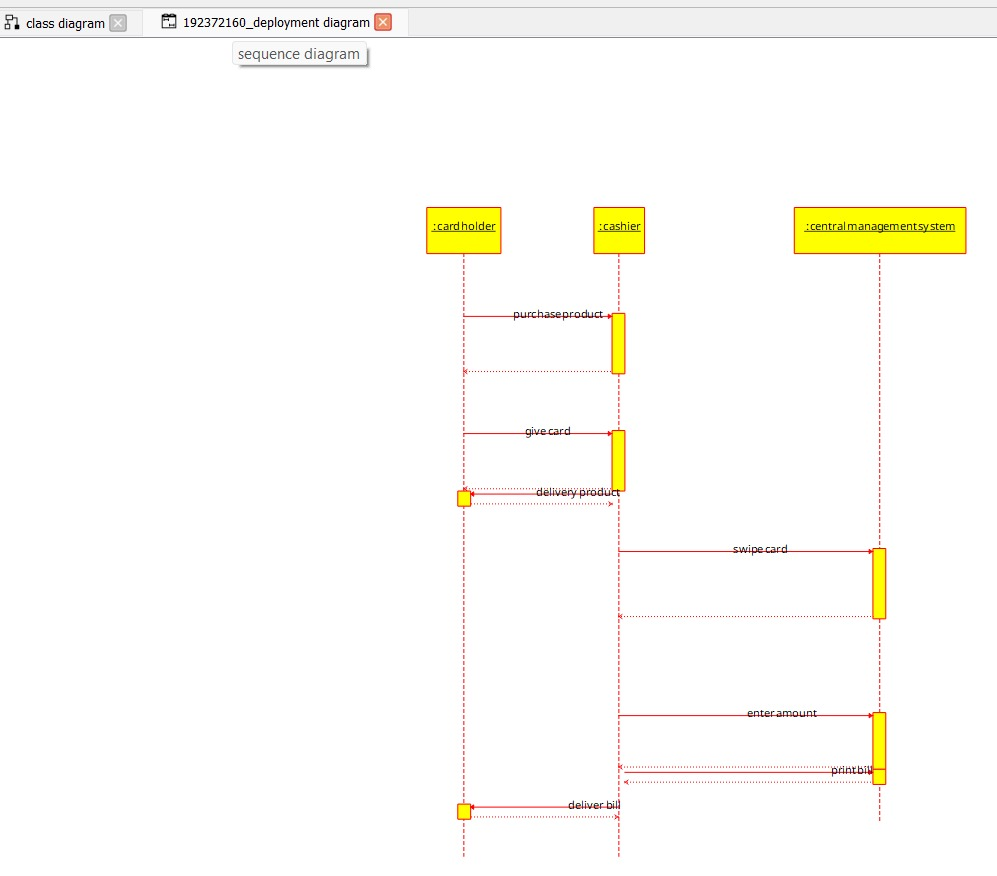 class diagram
192372160_deployment diagram
sequence diagram
:cardholder
:cashier
:centralmanagementsystem
purchaseproduct
give card
delivery product
swipe card
enter amount
print bill
deliver bill